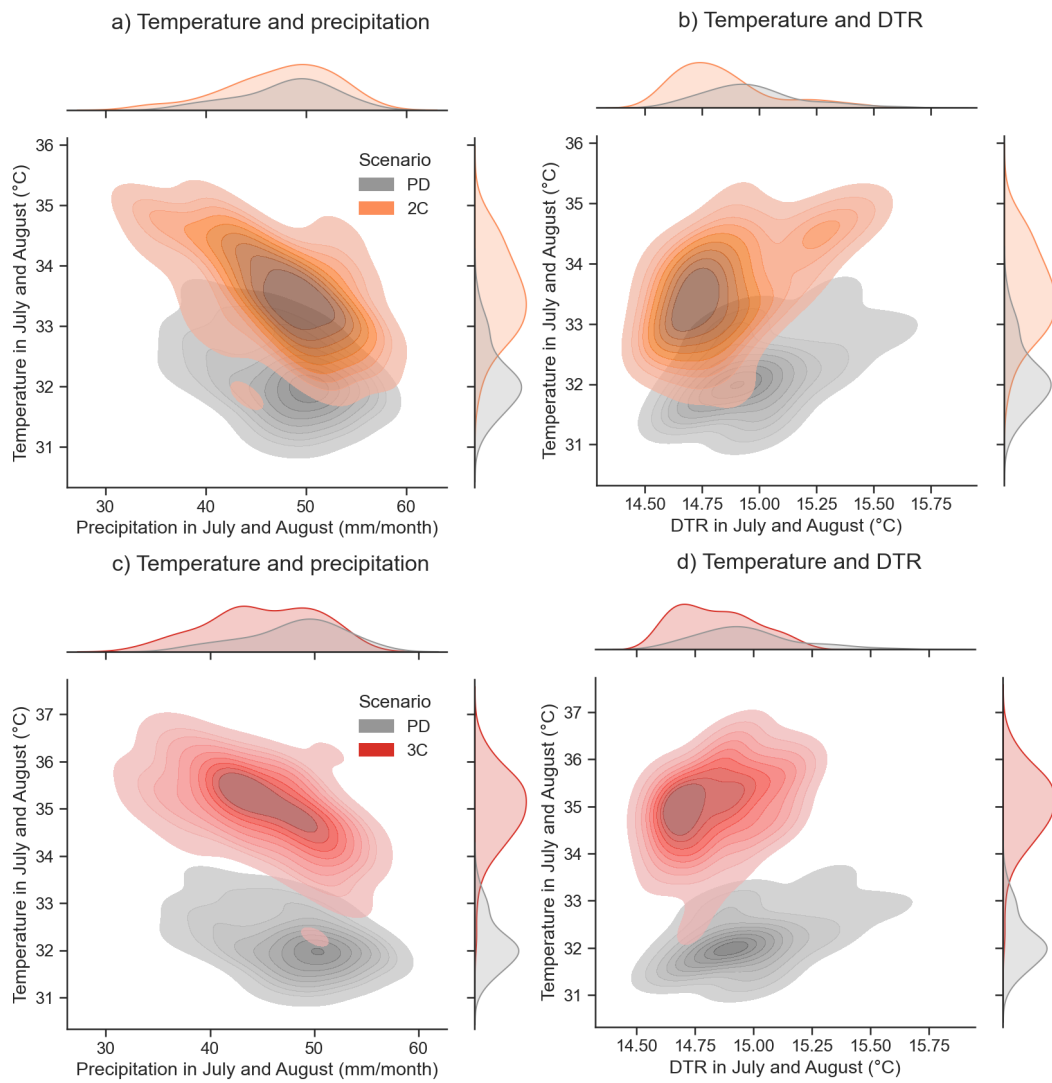 a) Temperature and precipitation
b) Temperature and DTR
Temperature in July and August (°C)
36
35
34
33
32
31
Scenario
PD
2C
30
40
50
60
Precipitation in July and August (mm/month)
Temperature in July and August (°C)
36
35
34
33
32
31
14.50
14.75
15.00
15.25
15.50
15.75
DTR in July and August (°C)
c) Temperature and precipitation
d) Temperature and DTR
Temperature in July and August (°C)
37
36
35
34
33
32
31
Scenario
PD
3C
30
40
50
60
Precipitation in July and August (mm/month)
Temperature in July and August (°C)
37
36
35
34
33
32
31
14.50
14.75
15.00
15.25
15.50
15.75
DTR in July and August (°C)